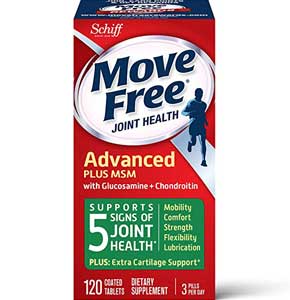 Schiff
Move
Free®
JOINT HEALTH
Advanced
PLUS MSM
with Glucosamine + Chondroitin
SUPPORTS
5 SIGNS OF
JOINT
HEALTH*
Mobility
Comfort
Strength
Flexibility
Lubrication
PLUS: Extra Cartilage Support*
120 COATED
TABLETS
DIETARY
SUPPLEMENT
3 PILLS
PER DAY